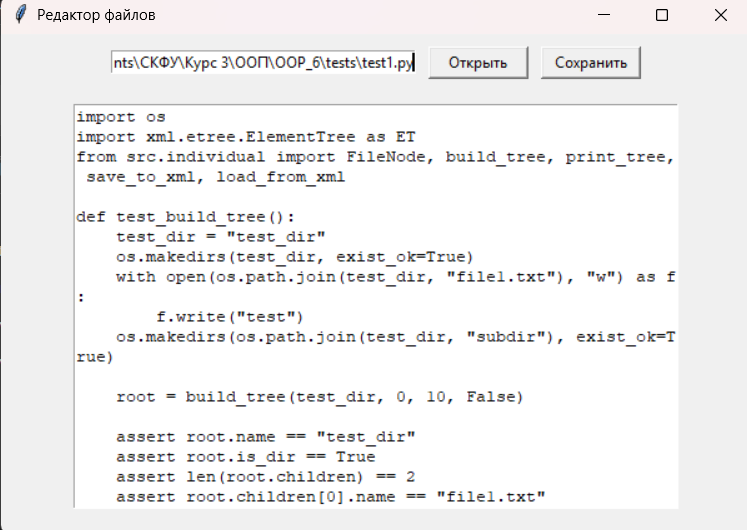 Редактор файлов
nts\СКФУ\Курс 3\ООП\OOP_6\tests\test1.py Открыть Сохранить
import os
import xml.etree.ElementTree as ET
from src.individual import FileNode, build_tree, print_tree,
 save_to_xml, load_from_xml

def test_build_tree():
    test_dir = "test_dir"
    os.makedirs(test_dir, exist_ok=True)
    with open(os.path.join(test_dir, "file1.txt"), "w") as f
:
        f.write("test")
    os.makedirs(os.path.join(test_dir, "subdir"), exist_ok=T
rue)

    root = build_tree(test_dir, 0, 10, False)

    assert root.name == "test_dir"
    assert root.is_dir == True
    assert len(root.children) == 2
    assert root.children[0].name == "file1.txt"